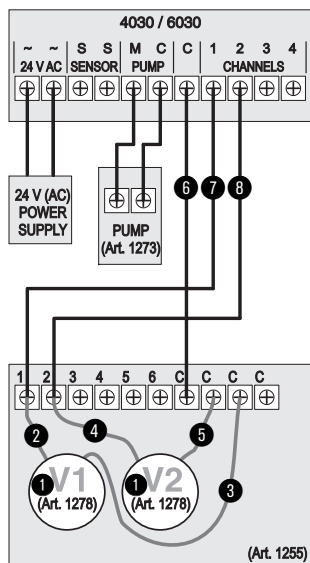 4030 / 6030
~ ~ S S M C C 1 2 3 4
24 V AC SENSOR PUMP CHANNELS
24 V (AC)
POWER
SUPPLY
PUMP
(Art. 1273)
6 7 8
1 2 3 4 5 6 C C C C
2 4 5
1 V1 1 V2
(Art. 1278) (Art. 1278)
3
(Art. 1255)